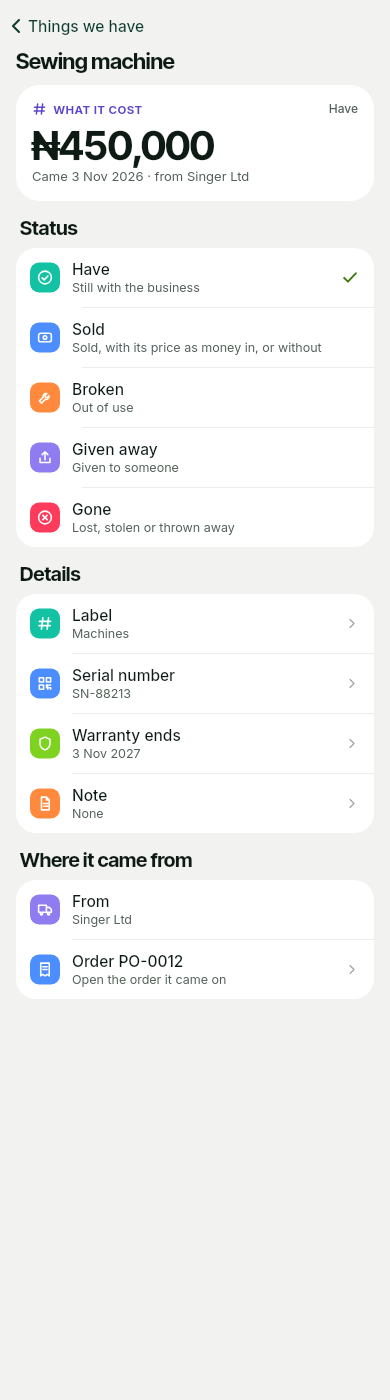 Things we have
Sewing machine
WHAT IT COST
Have
₦450,000
Came 3 Nov 2026 · from Singer Ltd
Status
Have
Still with the business
Sold
Sold, with its price as money in, or without
Broken
Out of use
Given away
Given to someone
Gone
Lost, stolen or thrown away
Details
Label
Machines
Serial number
SN-88213
Warranty ends
3 Nov 2027
Note
None
Where it came from
From
Singer Ltd
Order PO-0012
Open the order it came on